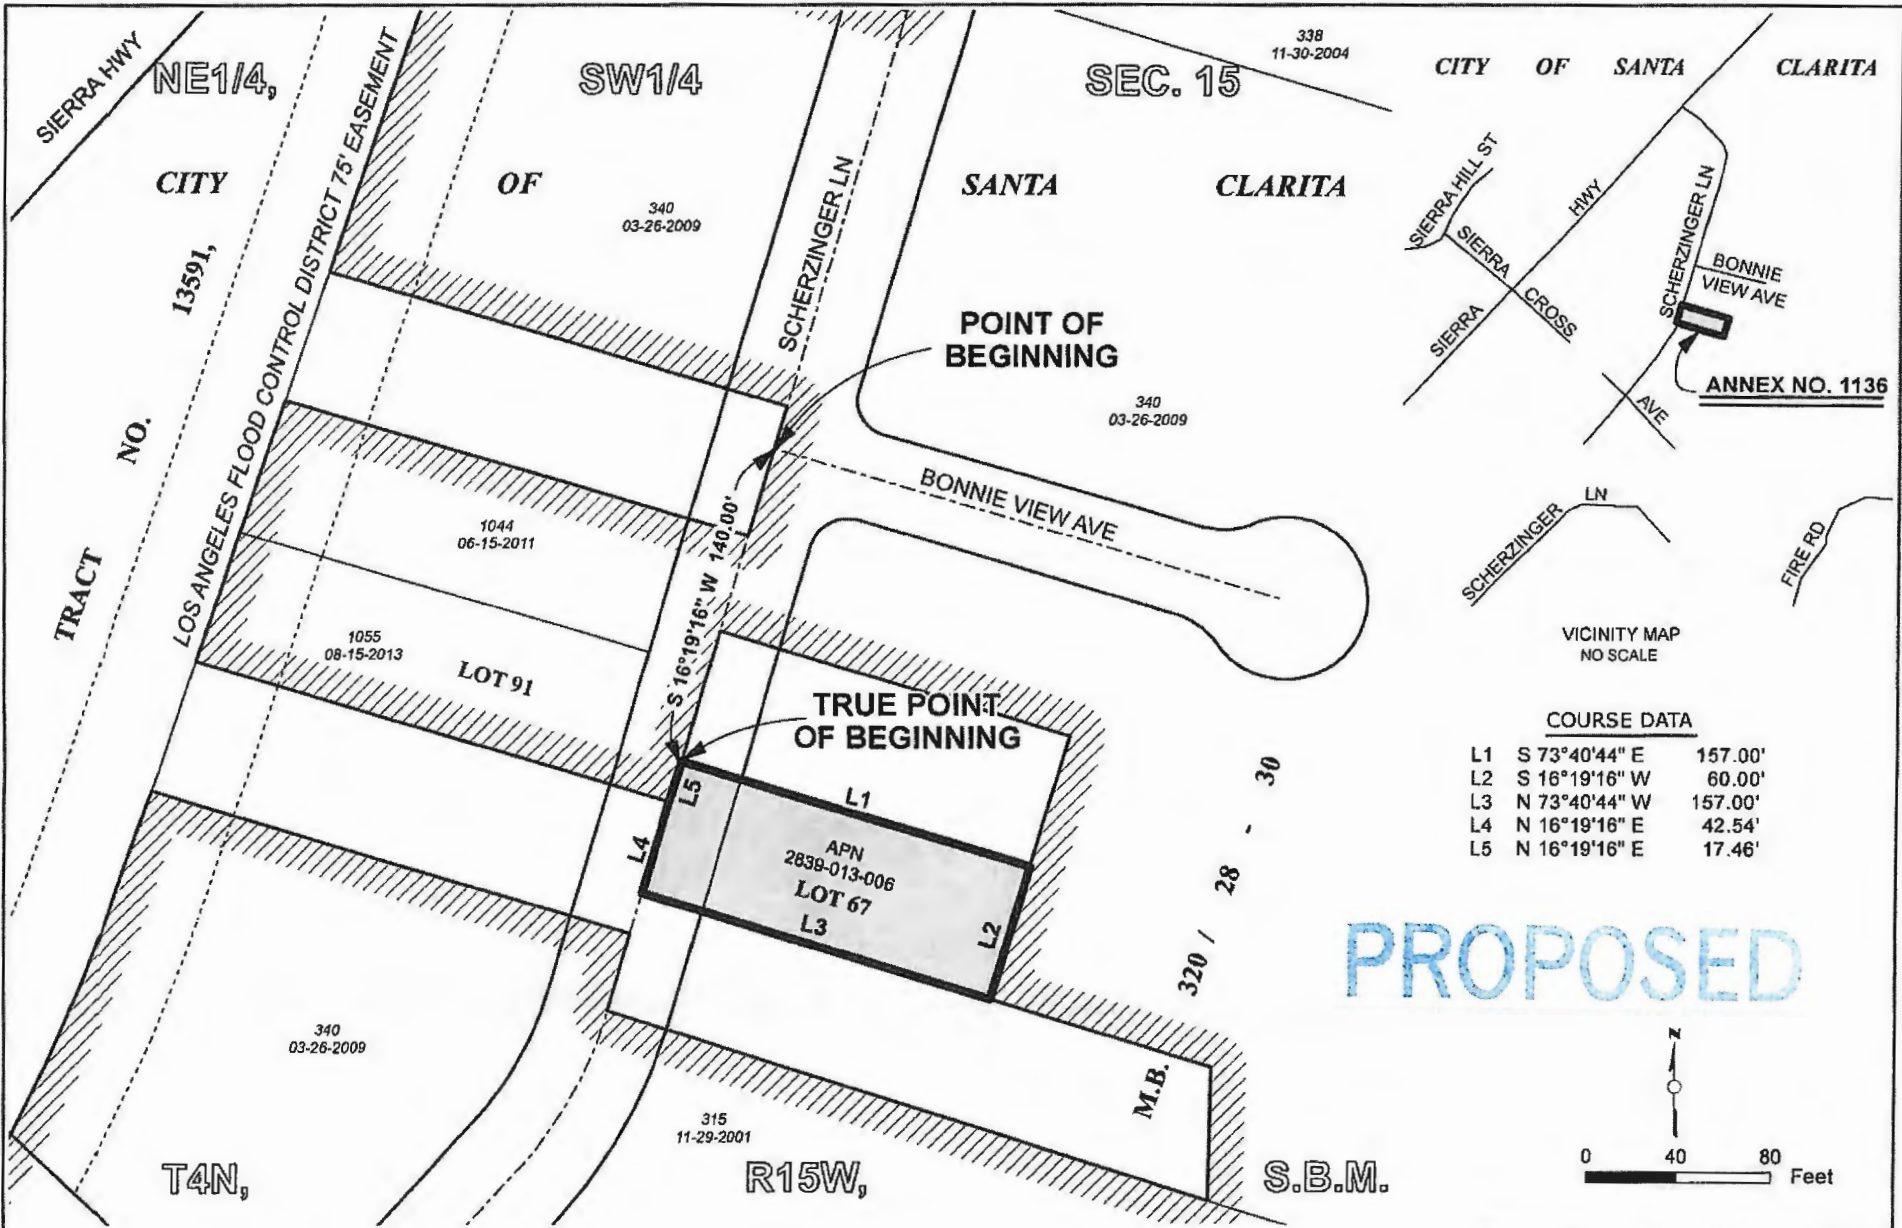 SIERRA HWY
NE1/4,
SW1/4
SEC. 15
338
11-30-2004
CITY OF SANTA CLARITA
340
03-26-2009
SCHERZINGER LN
LOS ANGELES FLOOD CONTROL DISTRICT 75' EASEMENT
TRACT NO. 13591,
POINT OF
BEGINNING
340
03-26-2009
BONNIE VIEW AVE
S 16°19'16" W 140.00'
1044
06-15-2011
1055
08-15-2013
LOT 91
TRUE POINT
OF BEGINNING
L5
L1
L4
APN
2839-013-006
LOT 67
L3
L2
M.B. 320 / 28 - 30
340
03-26-2009
315
11-29-2001
T4N,
R15W,
S.B.M.
CITY OF SANTA CLARITA
SIERRA HILL ST
SIERRA CROSS AVE
SIERRA HWY
SCHERZINGER LN
BONNIE
VIEW AVE
ANNEX NO. 1136
SCHERZINGER LN
FIRE RD
VICINITY MAP
NO SCALE
COURSE DATA
L1 S 73°40'44" E 157.00'
L2 S 16°19'16" W 60.00'
L3 N 73°40'44" W 157.00'
L4 N 16°19'16" E 42.54'
L5 N 16°19'16" E 17.46'
PROPOSED
N
0 40 80 Feet